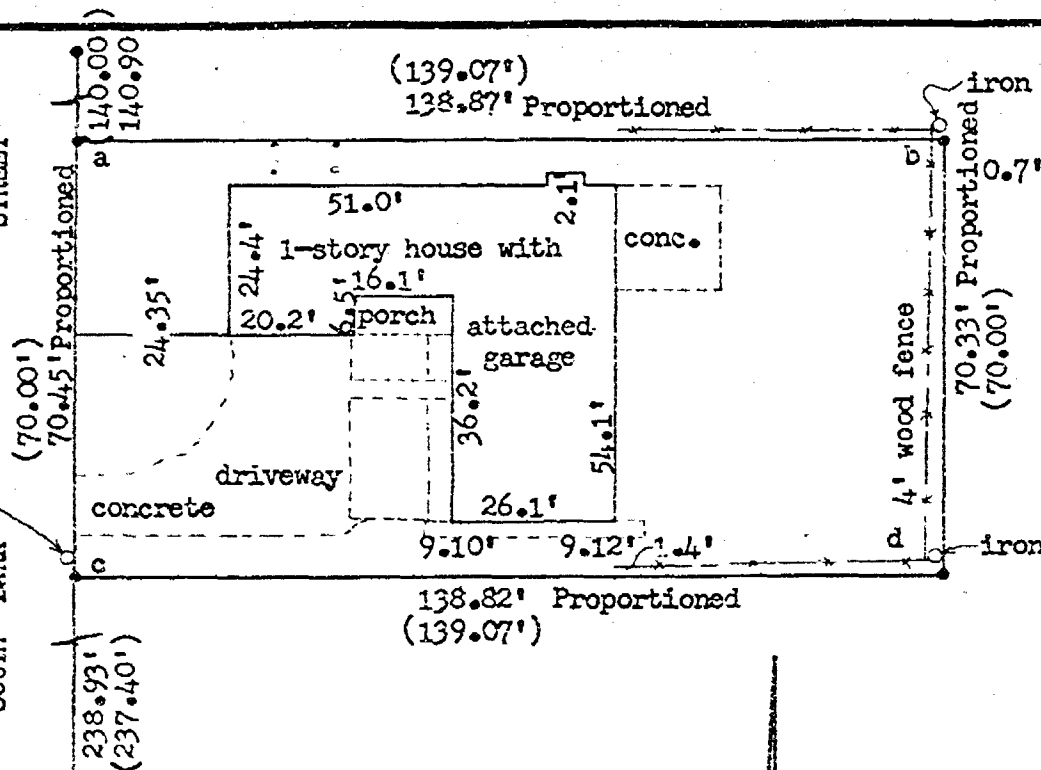 (140.00)
140.90
(139.07')
138.87' Proportioned
iron
a
b
0.7'
70.33' Proportioned
(70.00')
(70.00')
70.45' Proportioned
51.0'
2.1'
1-story house with
conc.
24.4'
16.1'
6.5'
20.2'
porch
attached
garage
24.35'
36.2'
54.1'
4' wood fence
driveway
concrete
26.1'
9.10'
9.12'
1.4'
c
d
iron
138.82' Proportioned
(139.07')
238.93'
(237.40')